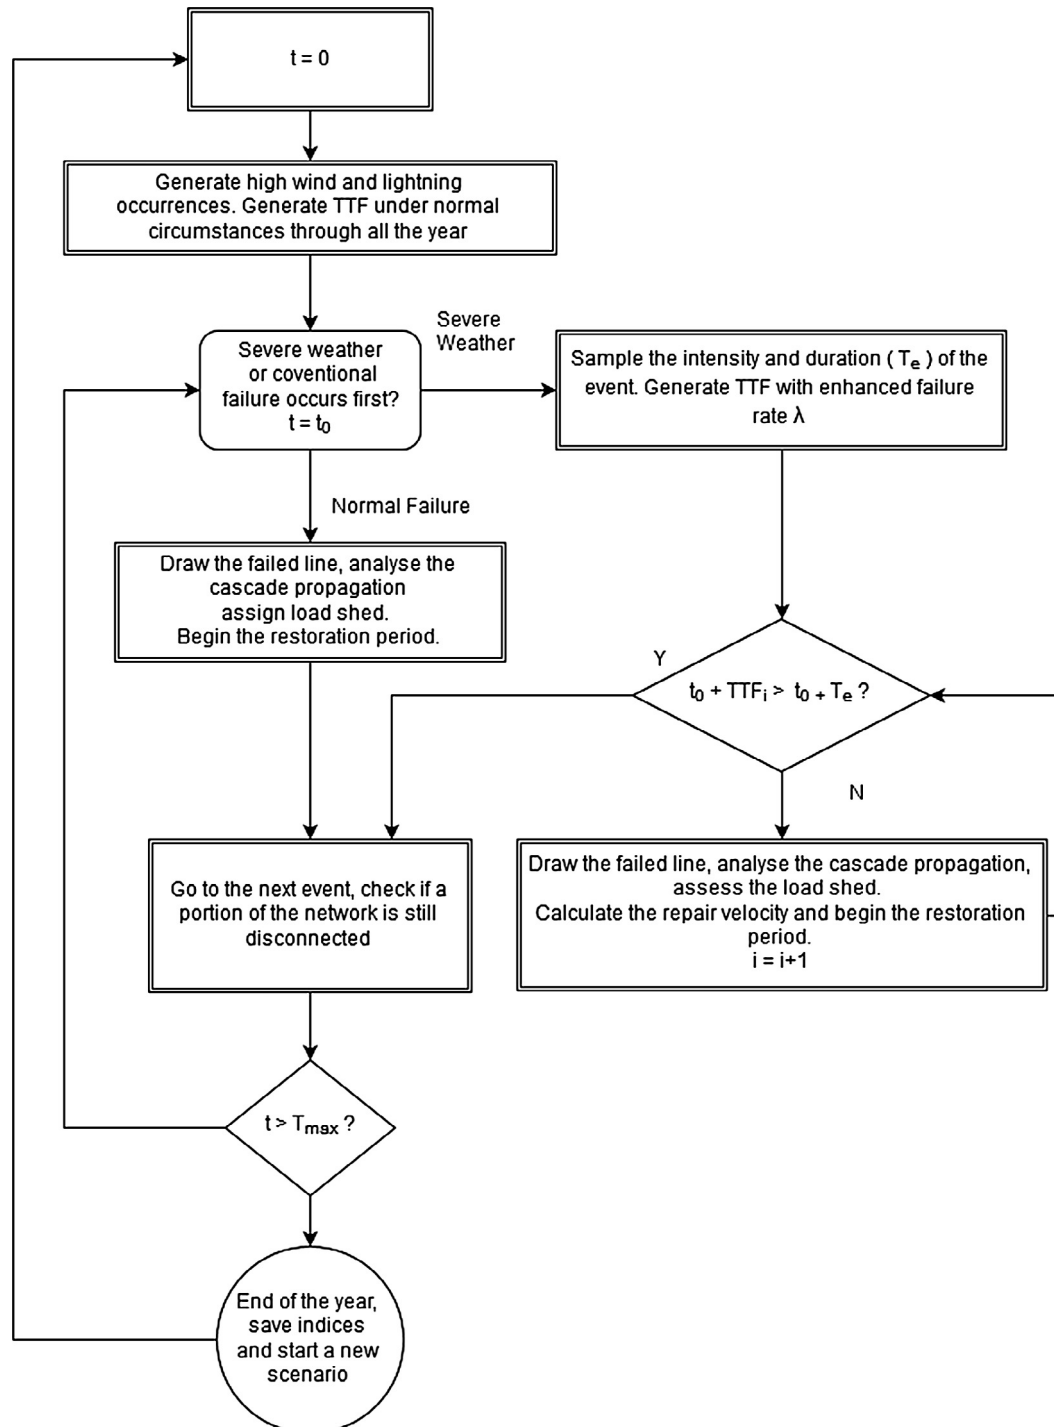 t = 0
Generate high wind and lightning
occurrences. Generate TTF under normal
circumstances through all the year
Severe weather
or coventional
failure occurs first?
t = t₀
Severe
Weather
Sample the intensity and duration ( Tₑ ) of the
event. Generate TTF with enhanced failure
rate λ
Normal Failure
Draw the failed line, analyse the
cascade propagation
assign load shed.
Begin the restoration period.
Y
t₀ + TTFᵢ > t₀ + Tₑ ?
N
Draw the failed line, analyse the cascade propagation,
assess the load shed.
Calculate the repair velocity and begin the restoration
period.
i = i+1
Go to the next event, check if a
portion of the network is still
disconnected
t > Tmax ?
End of the year,
save indices
and start a new
scenario